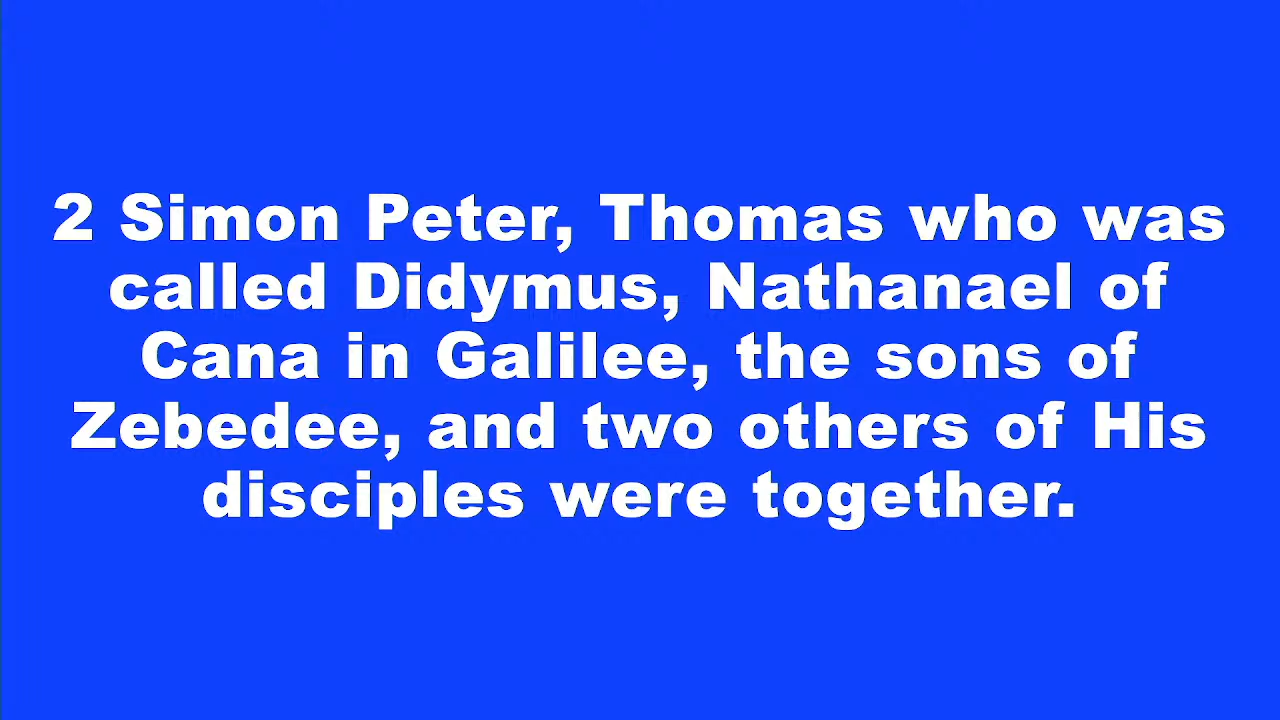 2 Simon Peter, Thomas who was
called Didymus, Nathanael of
Cana in Galilee, the sons of
Zebedee, and two others of His
disciples were together.